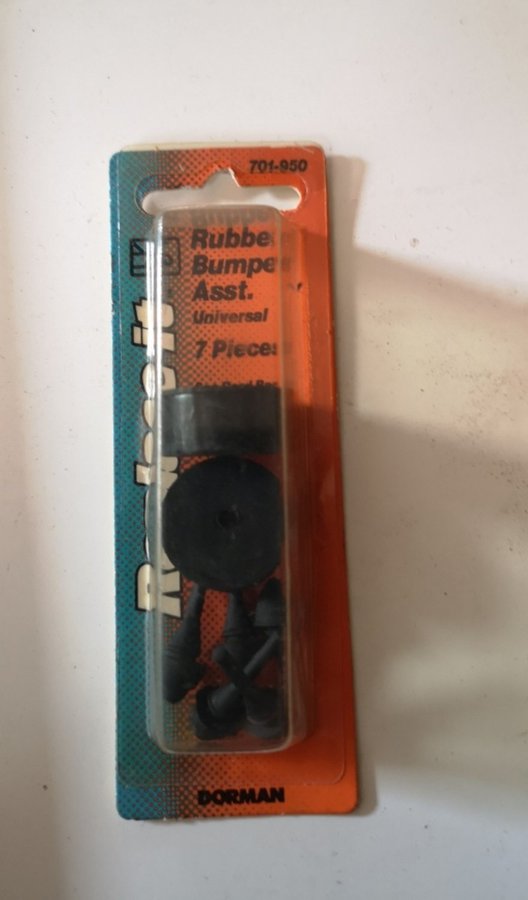 701-950
Rubber
Bumper
Asst.
Universal
7 Pieces
DORMAN